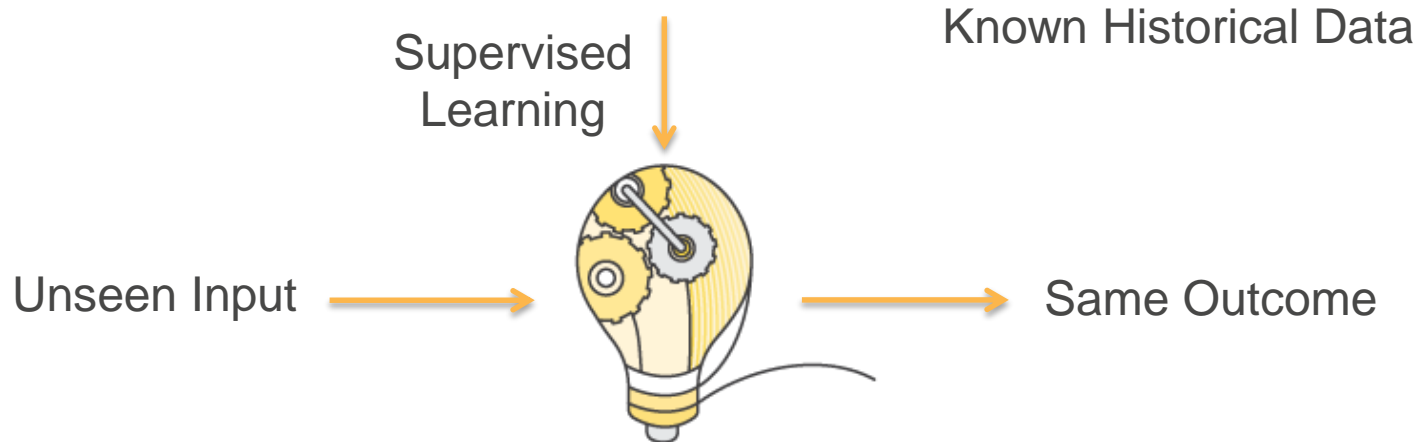 Known Historical Data
Supervised
Learning
Unseen Input
Same Outcome